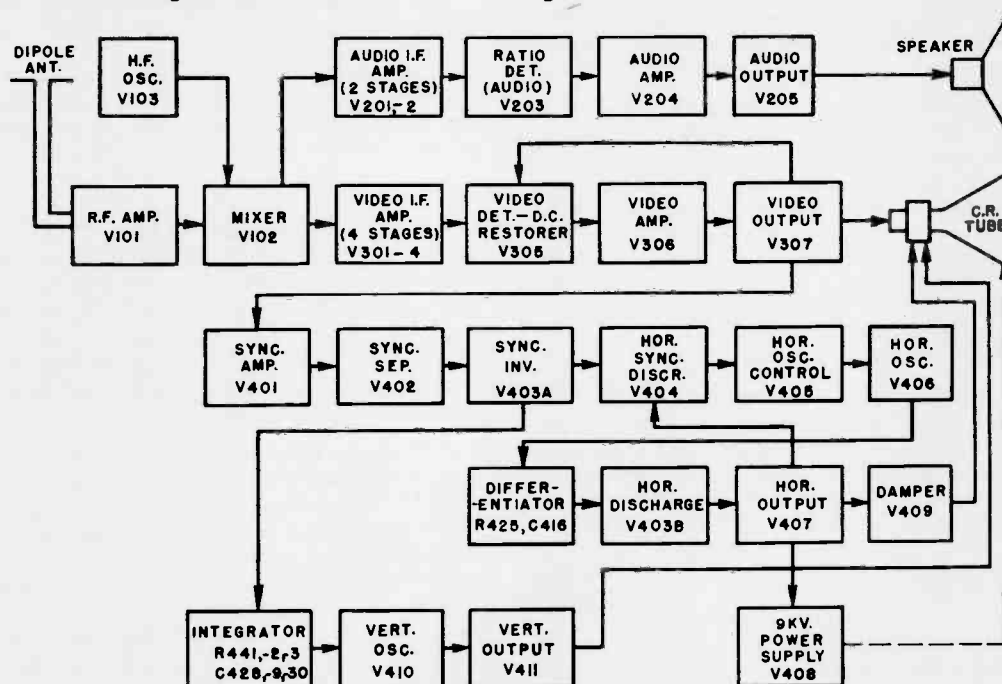 DIPOLE
ANT.
H.F.
OSC.
V103
AUDIO I.F.
AMP.
(2 STAGES)
V201,-2
RATIO
DET.
(AUDIO)
V203
AUDIO
AMP.
V204
AUDIO
OUTPUT
V205
SPEAKER
R.F. AMP.
V101
MIXER
V102
VIDEO I.F.
AMP.
(4 STAGES)
V301-4
VIDEO
DET.-D.C.
RESTORER
V305
VIDEO
AMP.
V306
VIDEO
OUTPUT
V307
C.R.
TUBE
SYNC.
AMP.
V401
SYNC.
SEP.
V402
SYNC.
INV.
V403A
HOR.
SYNC.
DISCR.
V404
HOR.
OSC.
CONTROL
V405
HOR.
OSC.
V406
DIFFER-
-ENTIATOR
R425, C416
HOR.
DISCHARGE
V403B
HOR.
OUTPUT
V407
DAMPER
V409
INTEGRATOR
R441,-2,-3
C428,-9,-30
VERT.
OSC.
V410
VERT.
OUTPUT
V411
9KV.
POWER
SUPPLY
V408